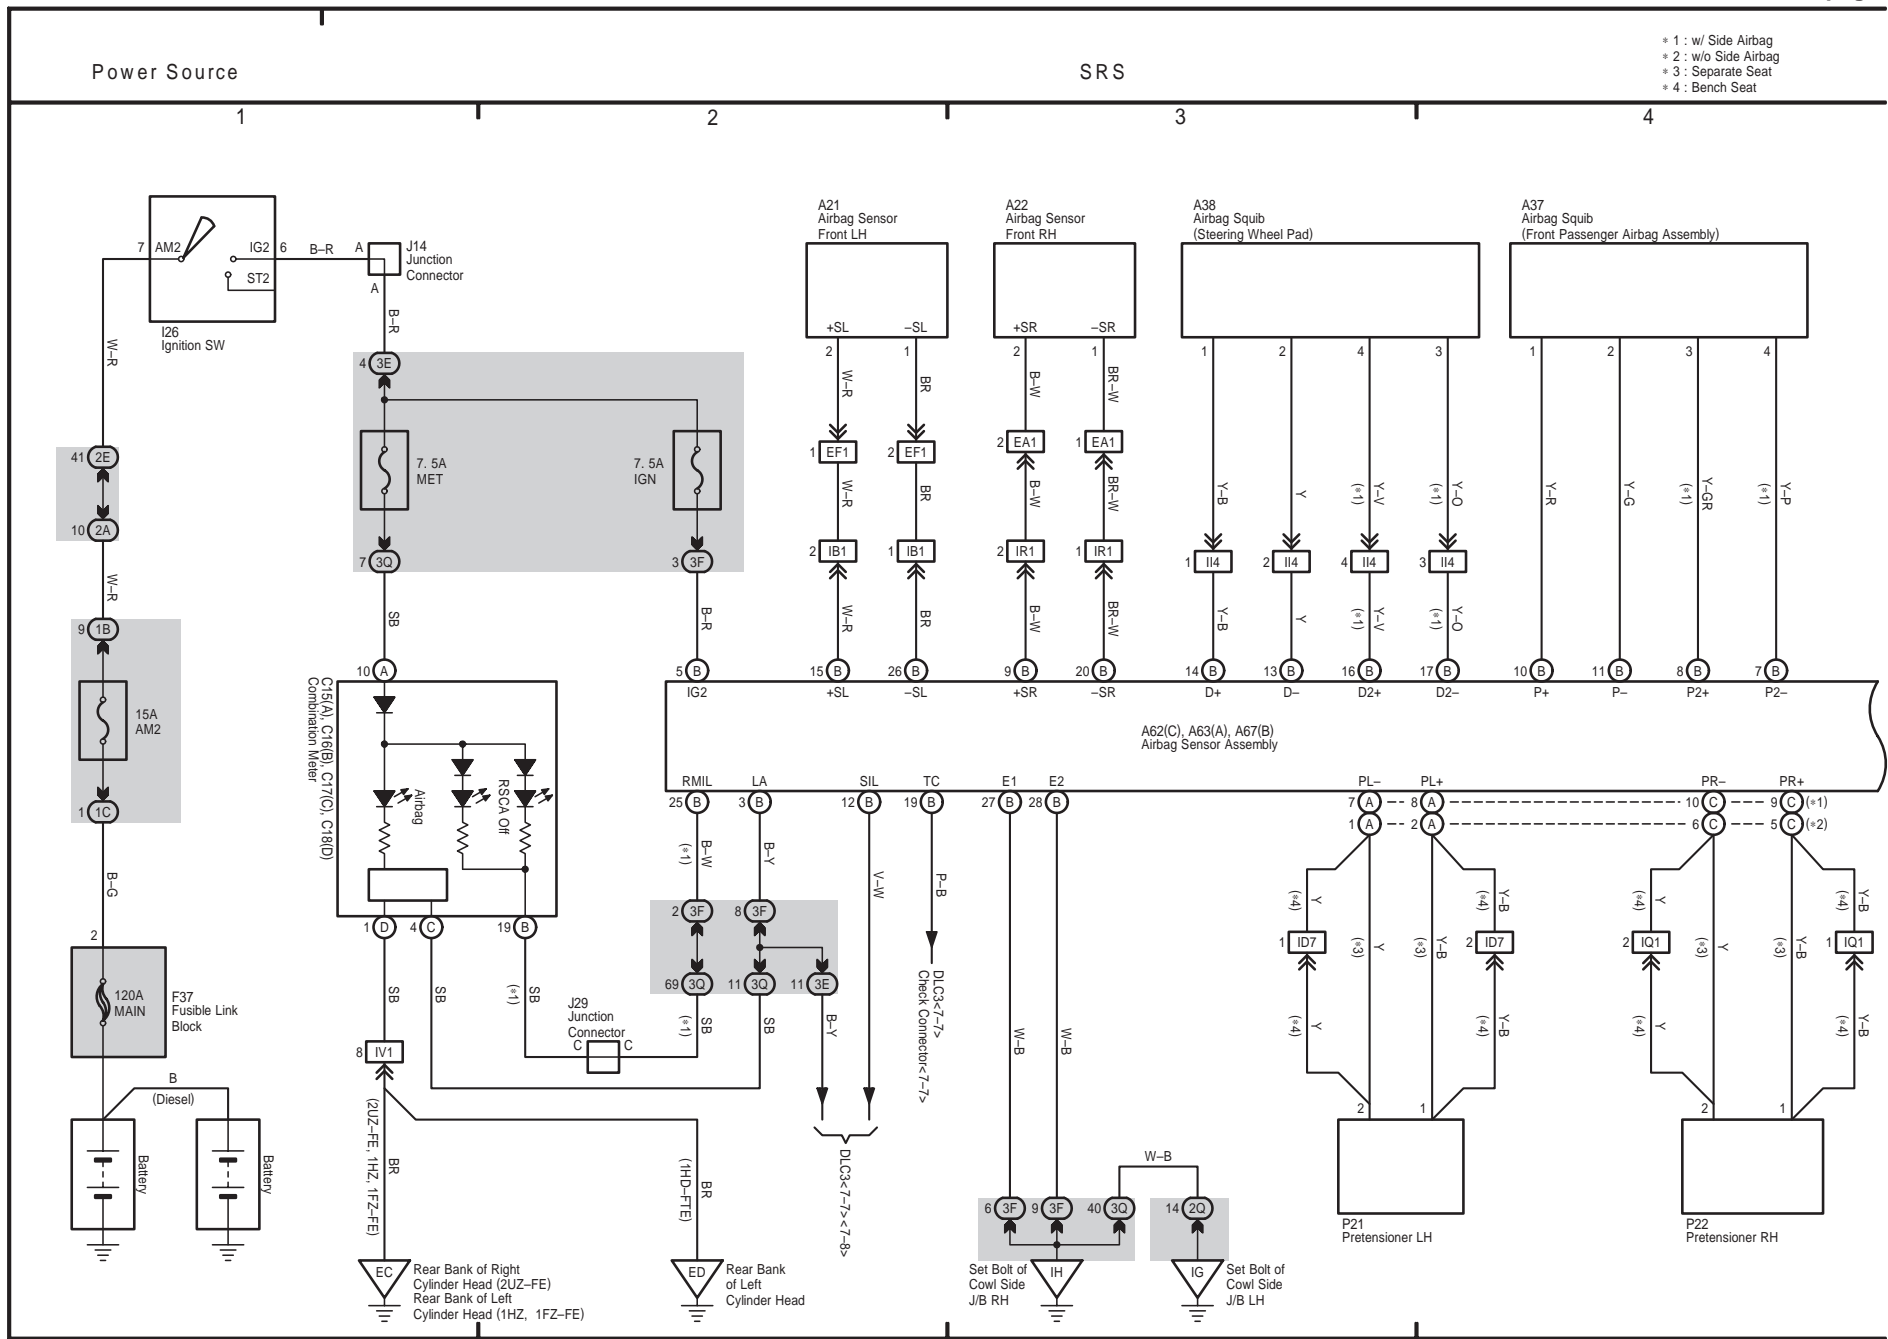 Power Source
SRS
* 1 : w/ Side Airbag
* 2 : w/o Side Airbag
* 3 : Separate Seat
* 4 : Bench Seat
1
2
3
4
7
AM2
IG2
6
ST2
I26
Ignition SW
B–R
A
J14
Junction
Connector
A
B–R
W–R
41
2E
10
2A
W–R
9
1B
15A
AM2
1
1C
B–G
2
120A
MAIN
F37
Fusible Link
Block
B
(Diesel)
Battery
Battery
4
3E
7. 5A
MET
7. 5A
IGN
7
3Q
3
3F
SB
B–R
10
A
C15(A), C16(B), C17(C), C18(D)
Combination Meter
Airbag
RSCA Off
1
D
4
C
19
B
SB
SB
SB
(*1)
8
IV1
J29
Junction
Connector
C
C
(2UZ–FE, 1HZ, 1FZ–FE)
BR
(1HD–FTE)
BR
EC
Rear Bank of Right
Cylinder Head (2UZ–FE)
Rear Bank of Left
Cylinder Head (1HZ, 1FZ–FE)
ED
Rear Bank
of Left
Cylinder Head
A21
Airbag Sensor
Front LH
+SL
–SL
2
1
W–R
BR
1
EF1
2
EF1
W–R
BR
2
IB1
1
IB1
W–R
BR
A22
Airbag Sensor
Front RH
+SR
–SR
2
1
B–W
BR–W
2
EA1
1
EA1
B–W
BR–W
2
IR1
1
IR1
B–W
BR–W
A38
Airbag Squib
(Steering Wheel Pad)
1
2
4
3
Y–B
Y
Y–V
(*1)
Y–O
(*1)
1
II4
2
II4
4
II4
3
II4
Y–B
Y
Y–V
(*1)
Y–O
(*1)
A37
Airbag Squib
(Front Passenger Airbag Assembly)
1
2
3
4
Y–R
Y–G
Y–GR
(*1)
Y–P
(*1)
5
B
15
B
26
B
9
B
20
B
14
B
13
B
16
B
17
B
10
B
11
B
8
B
7
B
IG2
+SL
–SL
+SR
–SR
D+
D–
D2+
D2–
P+
P–
P2+
P2–
A62(C), A63(A), A67(B)
Airbag Sensor Assembly
RMIL
LA
SIL
TC
E1
E2
PL–
PL+
PR–
PR+
25
B
3
B
12
B
19
B
27
B
28
B
7
A
8
A
10
C
9
C
(*1)
1
A
2
A
6
C
5
C
(*2)
B–W
(*1)
B–Y
V–W
P–B
2
3F
8
3F
69
3Q
11
3Q
11
3E
SB
(*1)
SB
B–Y
DLC3<7–7>
Check Connector<7–7>
DLC3<7–7><7–8>
W–B
W–B
W–B
6
3F
9
3F
40
3Q
14
2Q
Set Bolt of
Cowl Side
J/B RH
IH
IG
Set Bolt of
Cowl Side
J/B LH
Y
(*4)
1
ID7
Y
(*3)
Y–B
(*3)
Y–B
(*4)
2
ID7
Y
(*4)
Y–B
(*4)
2
1
P21
Pretensioner LH
Y
(*4)
2
IQ1
Y
(*3)
Y–B
(*3)
Y–B
(*4)
1
IQ1
Y
(*4)
Y–B
(*4)
2
1
P22
Pretensioner RH